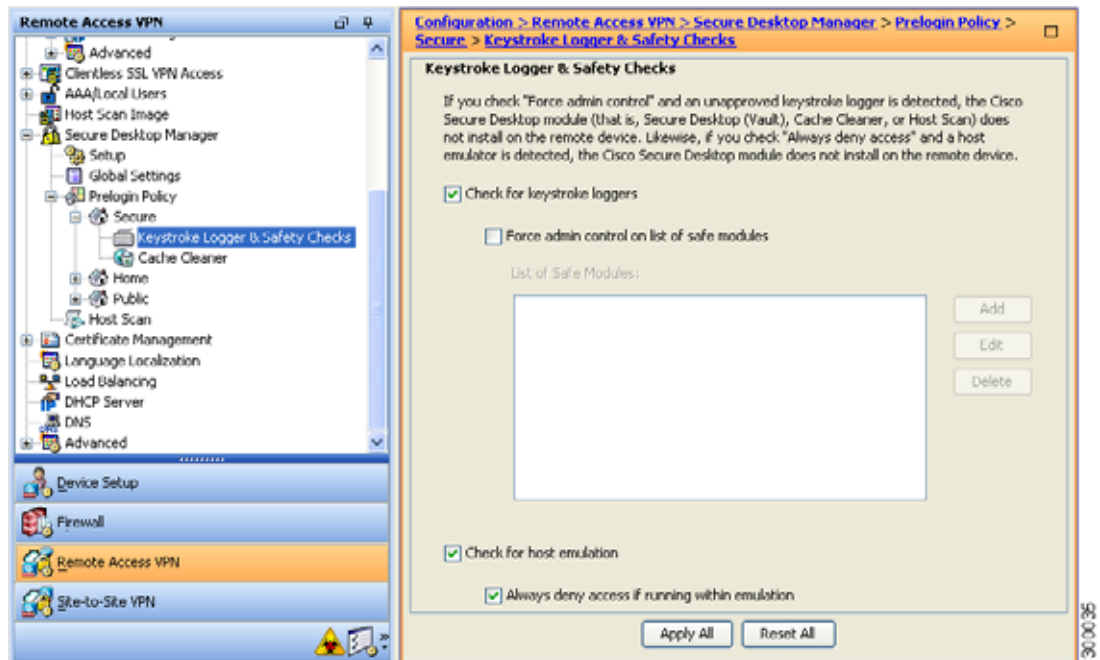 Remote Access VPN
Advanced
Clientless SSL VPN Access
AAA/Local Users
Host Scan Image
Secure Desktop Manager
Setup
Global Settings
Prelogin Policy
Secure
Keystroke Logger & Safety Checks
Cache Cleaner
Home
Public
Host Scan
Certificate Management
Language Localization
Load Balancing
DHCP Server
DNS
Advanced
Device Setup
Firewall
Remote Access VPN
Site-to-Site VPN
Configuration > Remote Access VPN > Secure Desktop Manager > Prelogin Policy >
Secure > Keystroke Logger & Safety Checks
Keystroke Logger & Safety Checks
If you check "Force admin control" and an unapproved keystroke logger is detected, the Cisco
Secure Desktop module (that is, Secure Desktop (Vault), Cache Cleaner, or Host Scan) does
not install on the remote device. Likewise, if you check "Always deny access" and a host
emulator is detected, the Cisco Secure Desktop module does not install on the remote device.
Check for keystroke loggers
Force admin control on list of safe modules
List of Safe Modules:
Add
Edit
Delete
Check for host emulation
Always deny access if running within emulation
Apply All
Reset All
300035